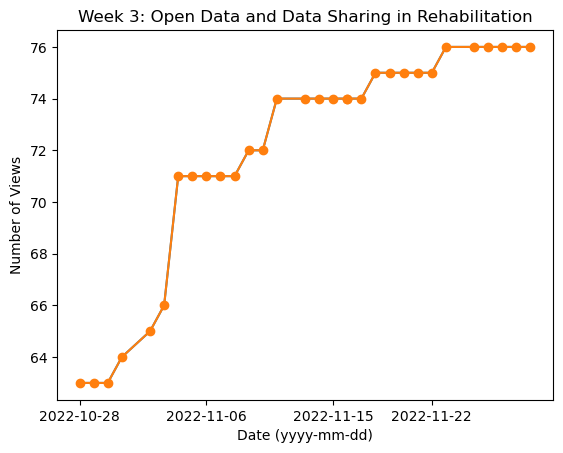 Week 3: Open Data and Data Sharing in Rehabilitation
76
74
72
70
68
66
64
Number of Views
2022-10-28 2022-11-06 2022-11-15 2022-11-22
Date (yyyy-mm-dd)